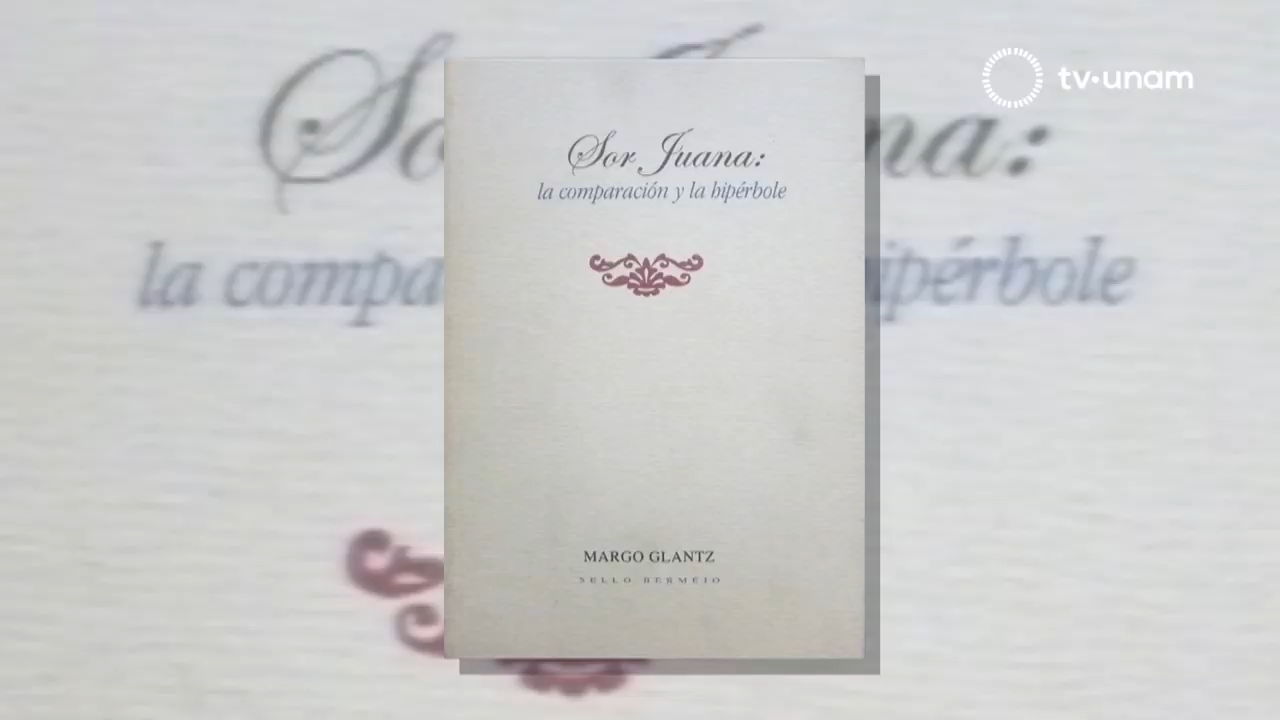 tv·unam
Sor Juana:
la comparación y la hipérbole
MARGO GLANTZ
SELLO BERMEJO